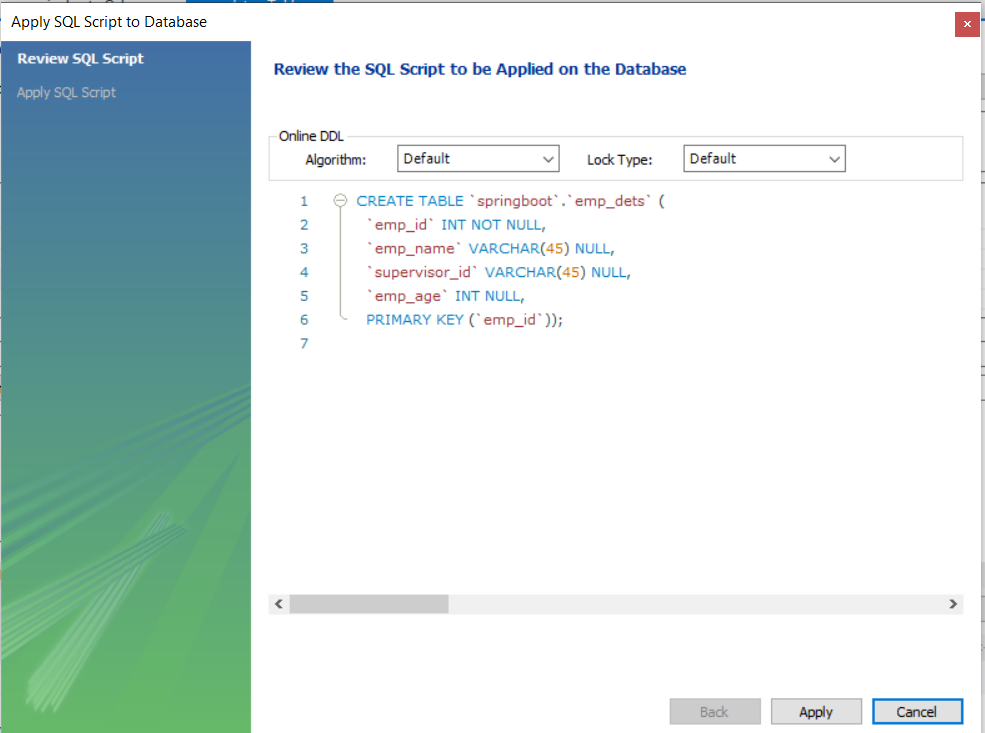 Apply SQL Script to Database
Review SQL Script
Apply SQL Script
Review the SQL Script to be Applied on the Database
Online DDL
Algorithm: Default Lock Type: Default
1 CREATE TABLE `springboot`.`emp_dets` (
2 `emp_id` INT NOT NULL,
3 `emp_name` VARCHAR(45) NULL,
4 `supervisor_id` VARCHAR(45) NULL,
5 `emp_age` INT NULL,
6 PRIMARY KEY (`emp_id`));
7
Back Apply Cancel